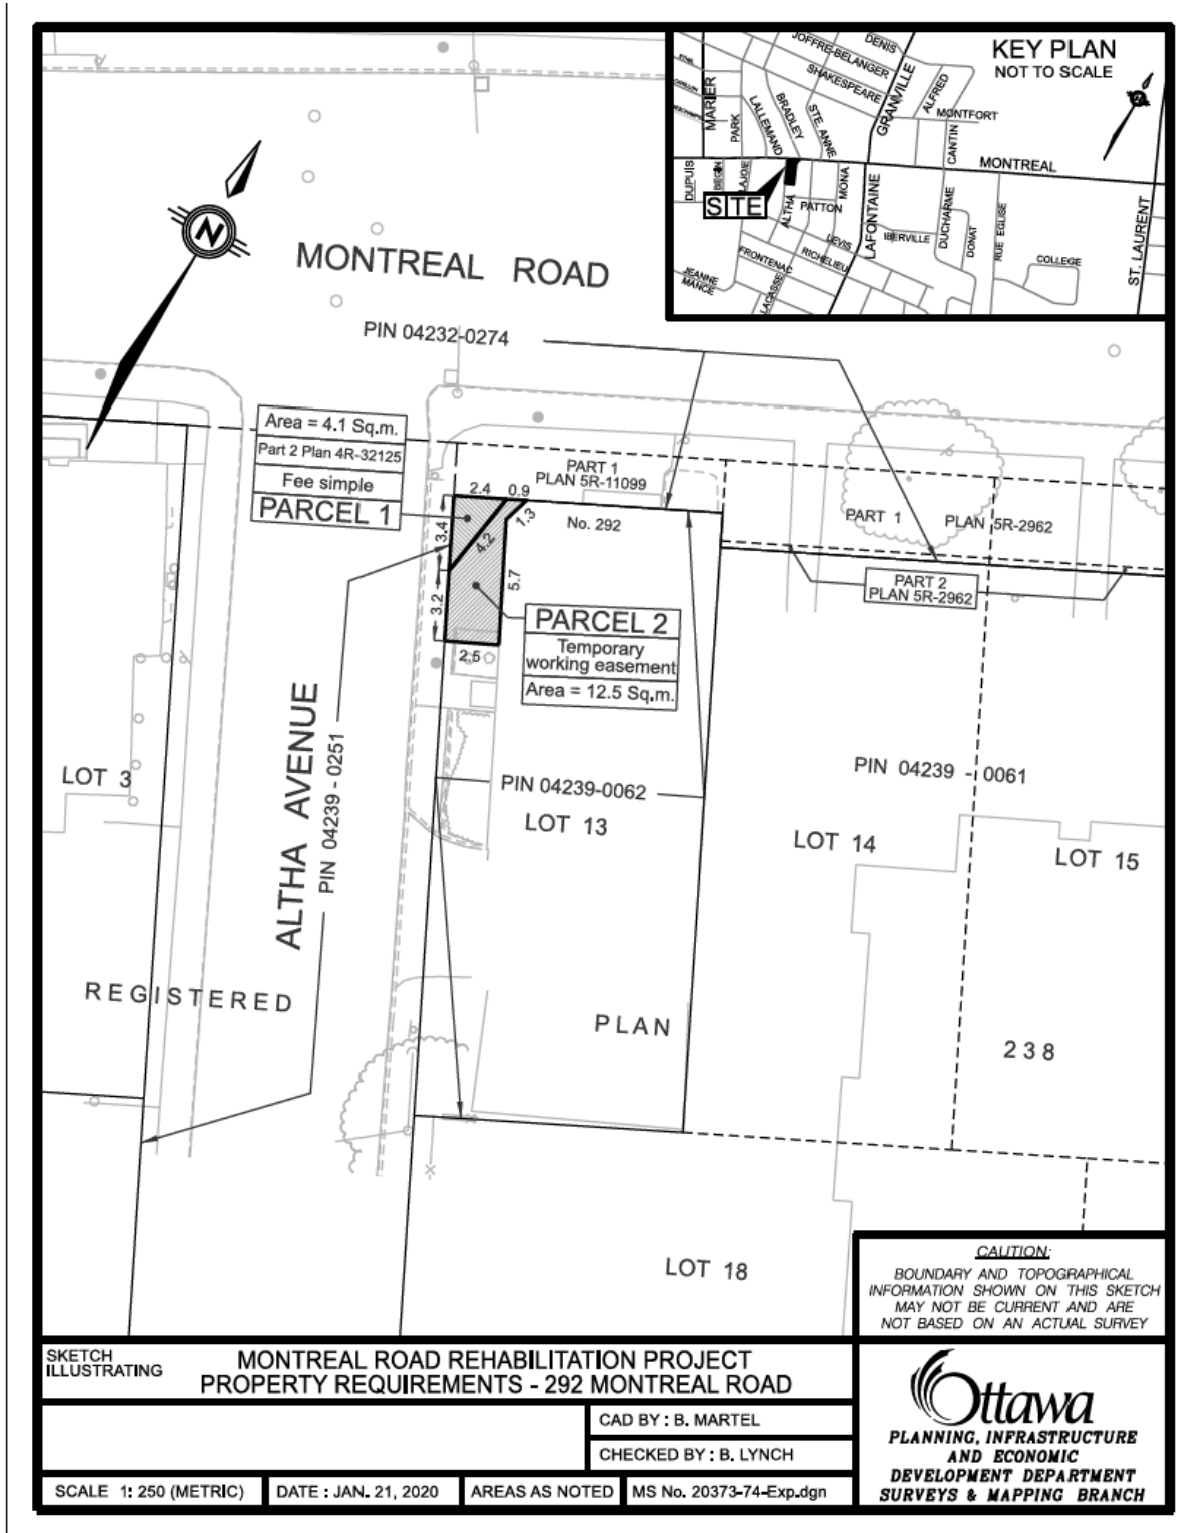 KEY PLAN
NOT TO SCALE
DENIS
JOFFRE-BELANGER
SHAKESPEARE
GRANVILLE
ALFRED
MONTFORT
MARIER
PARK
LALLEMAND
BRADLEY
STE. ANNE
CANTIN
MONTREAL
DUPUIS
BEGIN
LAJOIE
SITE
ALTHA
PATTON
MONA
LAFONTAINE
IBERVILLE
DUCHARME
DONAT
RUE EGLISE
COLLEGE
ST. LAURENT
LEVIS
RICHELIEU
FRONTENAC
LACASSE
JEANNE
MANCE
N
MONTREAL ROAD
PIN 04232-0274
Area = 4.1 Sq.m.
Part 2 Plan 4R-32125
Fee simple
PARCEL 1
PART 1
PLAN 5R-11099
No. 292
2.4
0.9
1.3
3.4
4.2
3.2
5.7
2.5
PART 1 PLAN 5R-2962
PART 2
PLAN 5R-2962
PARCEL 2
Temporary
working easement
Area = 12.5 Sq.m.
ALTHA AVENUE
PIN 04239 - 0251
LOT 3
PIN 04239-0062
LOT 13
PIN 04239 - 0061
LOT 14
LOT 15
REGISTERED
PLAN
238
LOT 18
CAUTION:
BOUNDARY AND TOPOGRAPHICAL
INFORMATION SHOWN ON THIS SKETCH
MAY NOT BE CURRENT AND ARE
NOT BASED ON AN ACTUAL SURVEY
SKETCH
ILLUSTRATING
MONTREAL ROAD REHABILITATION PROJECT
PROPERTY REQUIREMENTS - 292 MONTREAL ROAD
CAD BY : B. MARTEL
CHECKED BY : B. LYNCH
SCALE 1: 250 (METRIC)
DATE : JAN. 21, 2020
AREAS AS NOTED
MS No. 20373-74-Exp.dgn
Ottawa
PLANNING, INFRASTRUCTURE
AND ECONOMIC
DEVELOPMENT DEPARTMENT
SURVEYS & MAPPING BRANCH